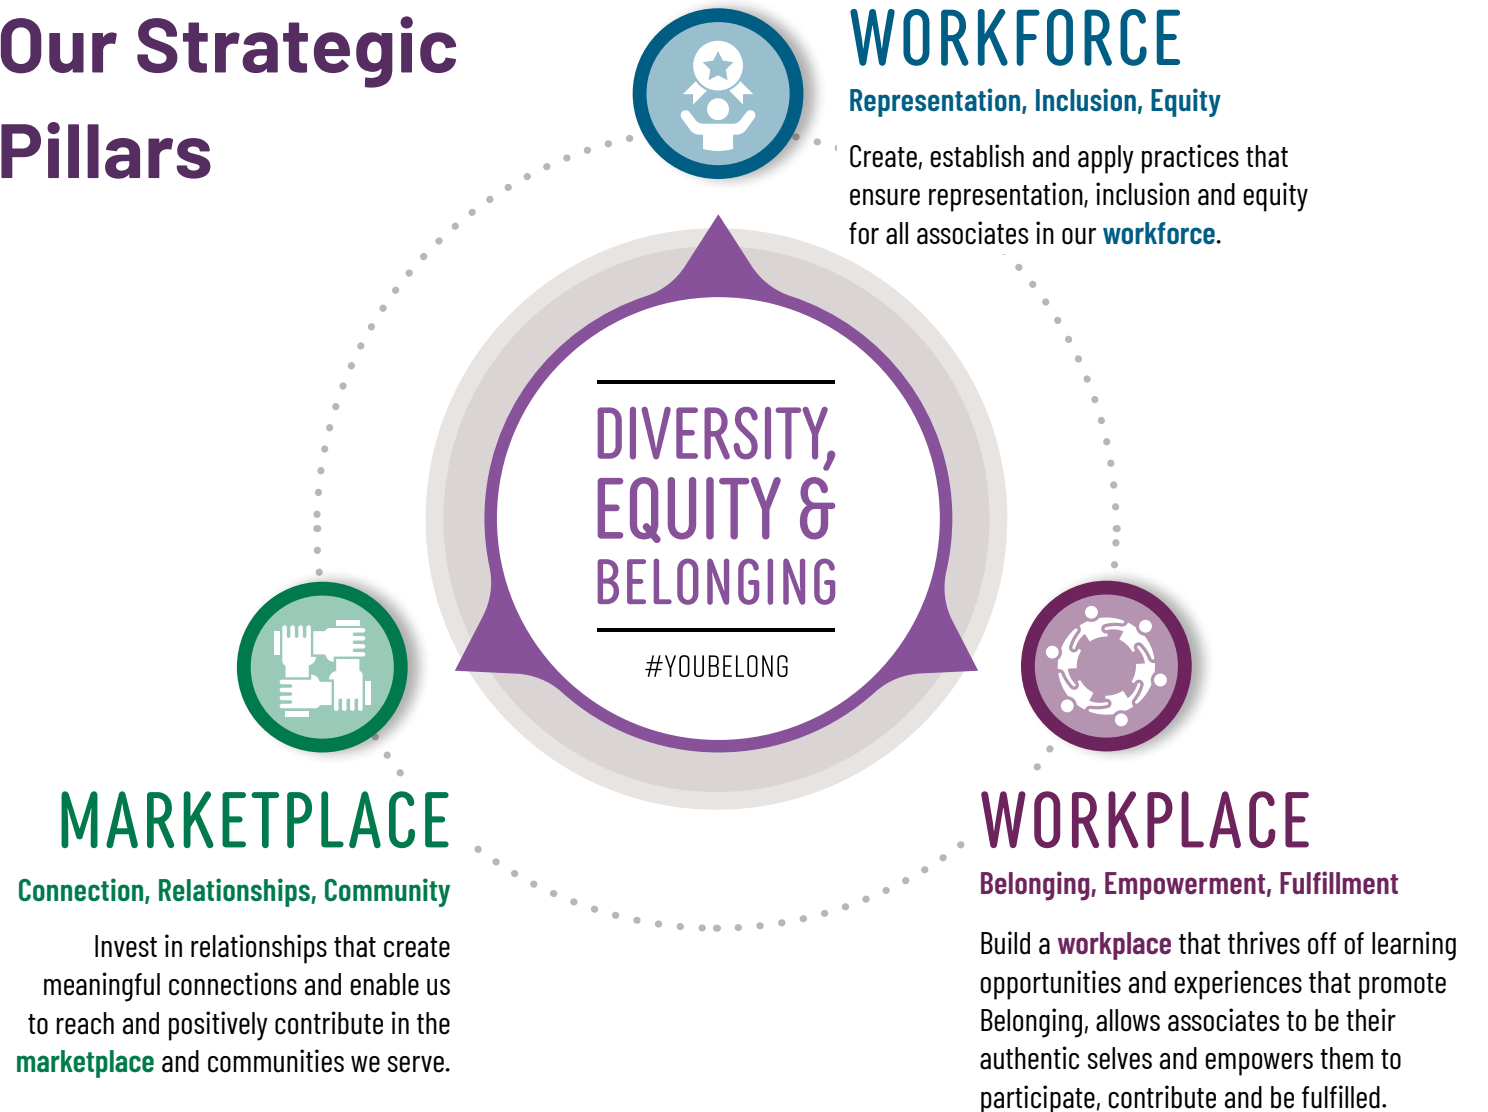 Our Strategic
Pillars
WORKFORCE
Representation, Inclusion, Equity
Create, establish and apply practices that
ensure representation, inclusion and equity
for all associates in our workforce.
DIVERSITY,
EQUITY &
BELONGING
#YOUBELONG
MARKETPLACE
Connection, Relationships, Community
Invest in relationships that create
meaningful connections and enable us
to reach and positively contribute in the
marketplace and communities we serve.
WORKPLACE
Belonging, Empowerment, Fulfillment
Build a workplace that thrives off of learning
opportunities and experiences that promote
Belonging, allows associates to be their
authentic selves and empowers them to
participate, contribute and be fulfilled.